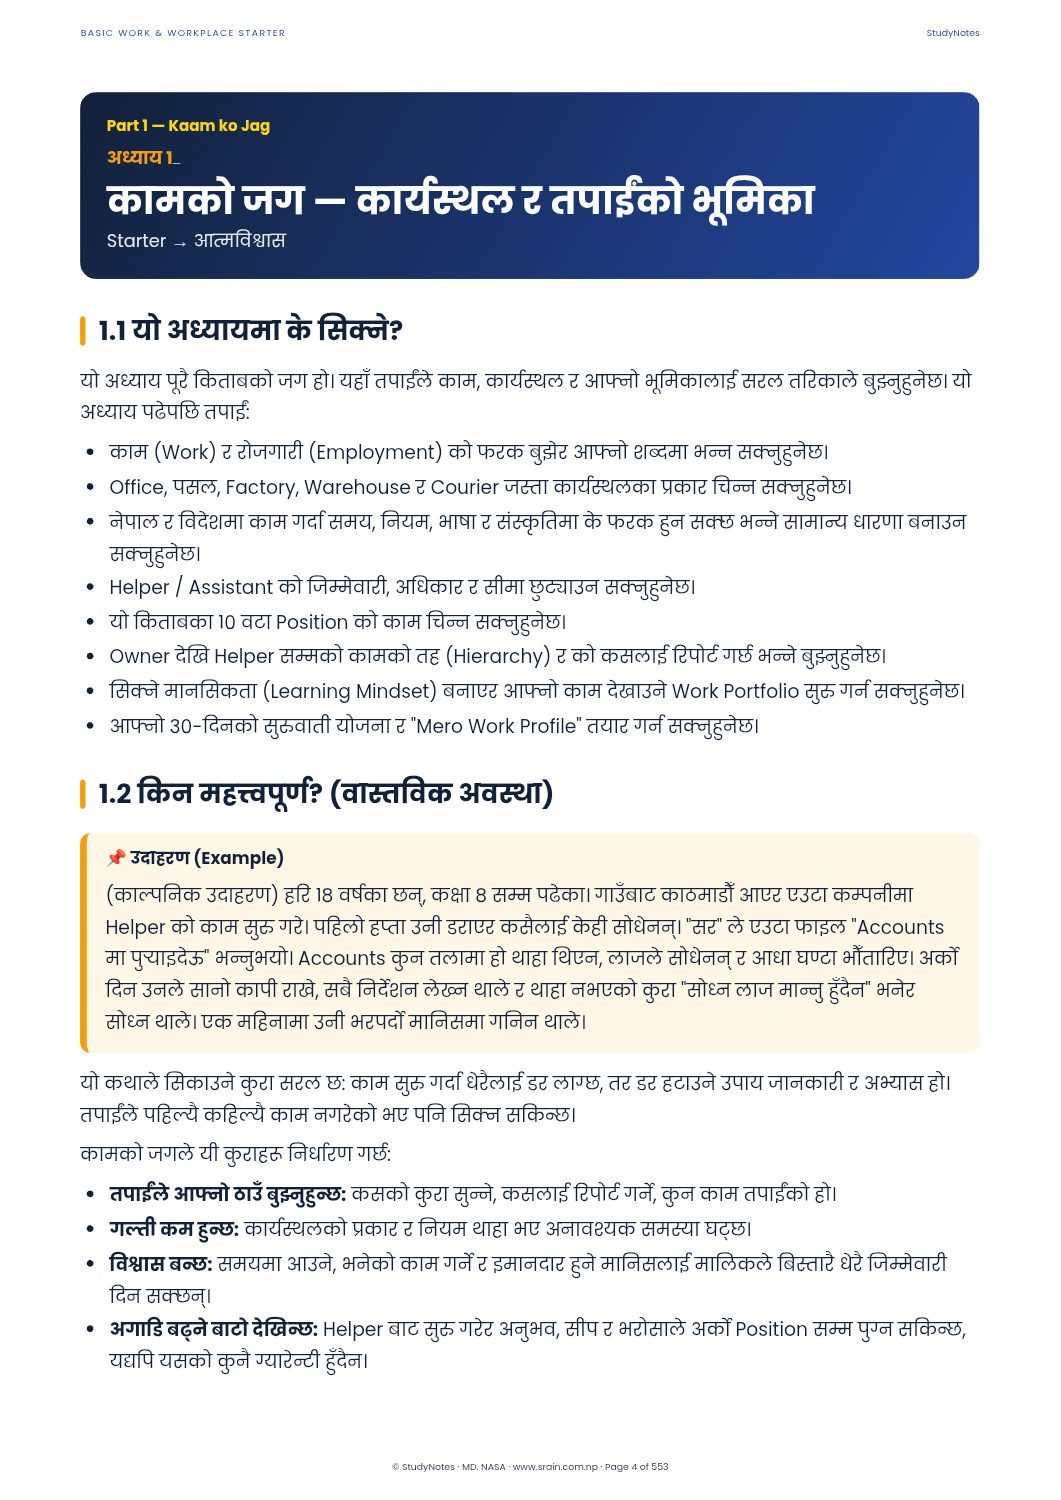 BASIC WORK & WORKPLACE STARTER
StudyNotes
Part 1 — Kaam ko Jag
अध्याय 1_
कामको जग — कार्यस्थल र तपाईंको भूमिका
Starter → आत्मविश्वास
1.1 यो अध्यायमा के सिक्ने?
यो अध्याय पूरै किताबको जग हो। यहाँ तपाईंले काम, कार्यस्थल र आफ्नो भूमिकालाई सरल तरिकाले बुझ्नुहुनेछ। यो
अध्याय पढेपछि तपाईं:
• काम (Work) र रोजगारी (Employment) को फरक बुझेर आफ्नो शब्दमा भन्न सक्नुहुनेछ।
• Office, पसल, Factory, Warehouse र Courier जस्ता कार्यस्थलका प्रकार चिन्न सक्नुहुनेछ।
• नेपाल र विदेशमा काम गर्दा समय, नियम, भाषा र संस्कृतिमा के फरक हुन सक्छ भन्ने सामान्य धारणा बनाउन
सक्नुहुनेछ।
• Helper / Assistant को जिम्मेवारी, अधिकार र सीमा छुट्याउन सक्नुहुनेछ।
• यो किताबका 10 वटा Position को काम चिन्न सक्नुहुनेछ।
• Owner देखि Helper सम्मको कामको तह (Hierarchy) र को कसलाई रिपोर्ट गर्छ भन्ने बुझ्नुहुनेछ।
• सिक्ने मानसिकता (Learning Mindset) बनाएर आफ्नो काम देखाउने Work Portfolio सुरु गर्न सक्नुहुनेछ।
• आफ्नो 30-दिनको सुरुवाती योजना र "Mero Work Profile" तयार गर्न सक्नुहुनेछ।
1.2 किन महत्त्वपूर्ण? (वास्तविक अवस्था)
📌 उदाहरण (Example)
(काल्पनिक उदाहरण) हरि 18 वर्षका छन्, कक्षा 8 सम्म पढेका। गाउँबाट काठमाडौँ आएर एउटा कम्पनीमा
Helper को काम सुरु गरे। पहिलो हप्ता उनी डराएर कसैलाई केही सोधेनन्। "सर" ले एउटा फाइल "Accounts
मा पुऱ्याइदेऊ" भन्नुभयो। Accounts कुन तलामा हो थाहा थिएन, लाजले सोधेनन् र आधा घण्टा भौँतारिए। अर्को
दिन उनले सानो कापी राखे, सबै निर्देशन लेख्न थाले र थाहा नभएको कुरा "सोध्न लाज मान्नु हुँदैन" भनेर
सोध्न थाले। एक महिनामा उनी भरपर्दो मानिसमा गनिन थाले।
यो कथाले सिकाउने कुरा सरल छ: काम सुरु गर्दा धेरैलाई डर लाग्छ, तर डर हटाउने उपाय जानकारी र अभ्यास हो।
तपाईंले पहिल्यै कहिल्यै काम नगरेको भए पनि सिक्न सकिन्छ।
कामको जगले यी कुराहरू निर्धारण गर्छ:
• तपाईंले आफ्नो ठाउँ बुझ्नुहुन्छ: कसको कुरा सुन्ने, कसलाई रिपोर्ट गर्ने, कुन काम तपाईंको हो।
• गल्ती कम हुन्छ: कार्यस्थलको प्रकार र नियम थाहा भए अनावश्यक समस्या घट्छ।
• विश्वास बन्छ: समयमा आउने, भनेको काम गर्ने र इमानदार हुने मानिसलाई मालिकले बिस्तारै धेरै जिम्मेवारी
दिन सक्छन्।
• अगाडि बढ्ने बाटो देखिन्छ: Helper बाट सुरु गरेर अनुभव, सीप र भरोसाले अर्को Position सम्म पुग्न सकिन्छ,
यद्यपि यसको कुनै ग्यारेन्टी हुँदैन।
© StudyNotes · MD. NASA · www.srain.com.np · Page 4 of 553